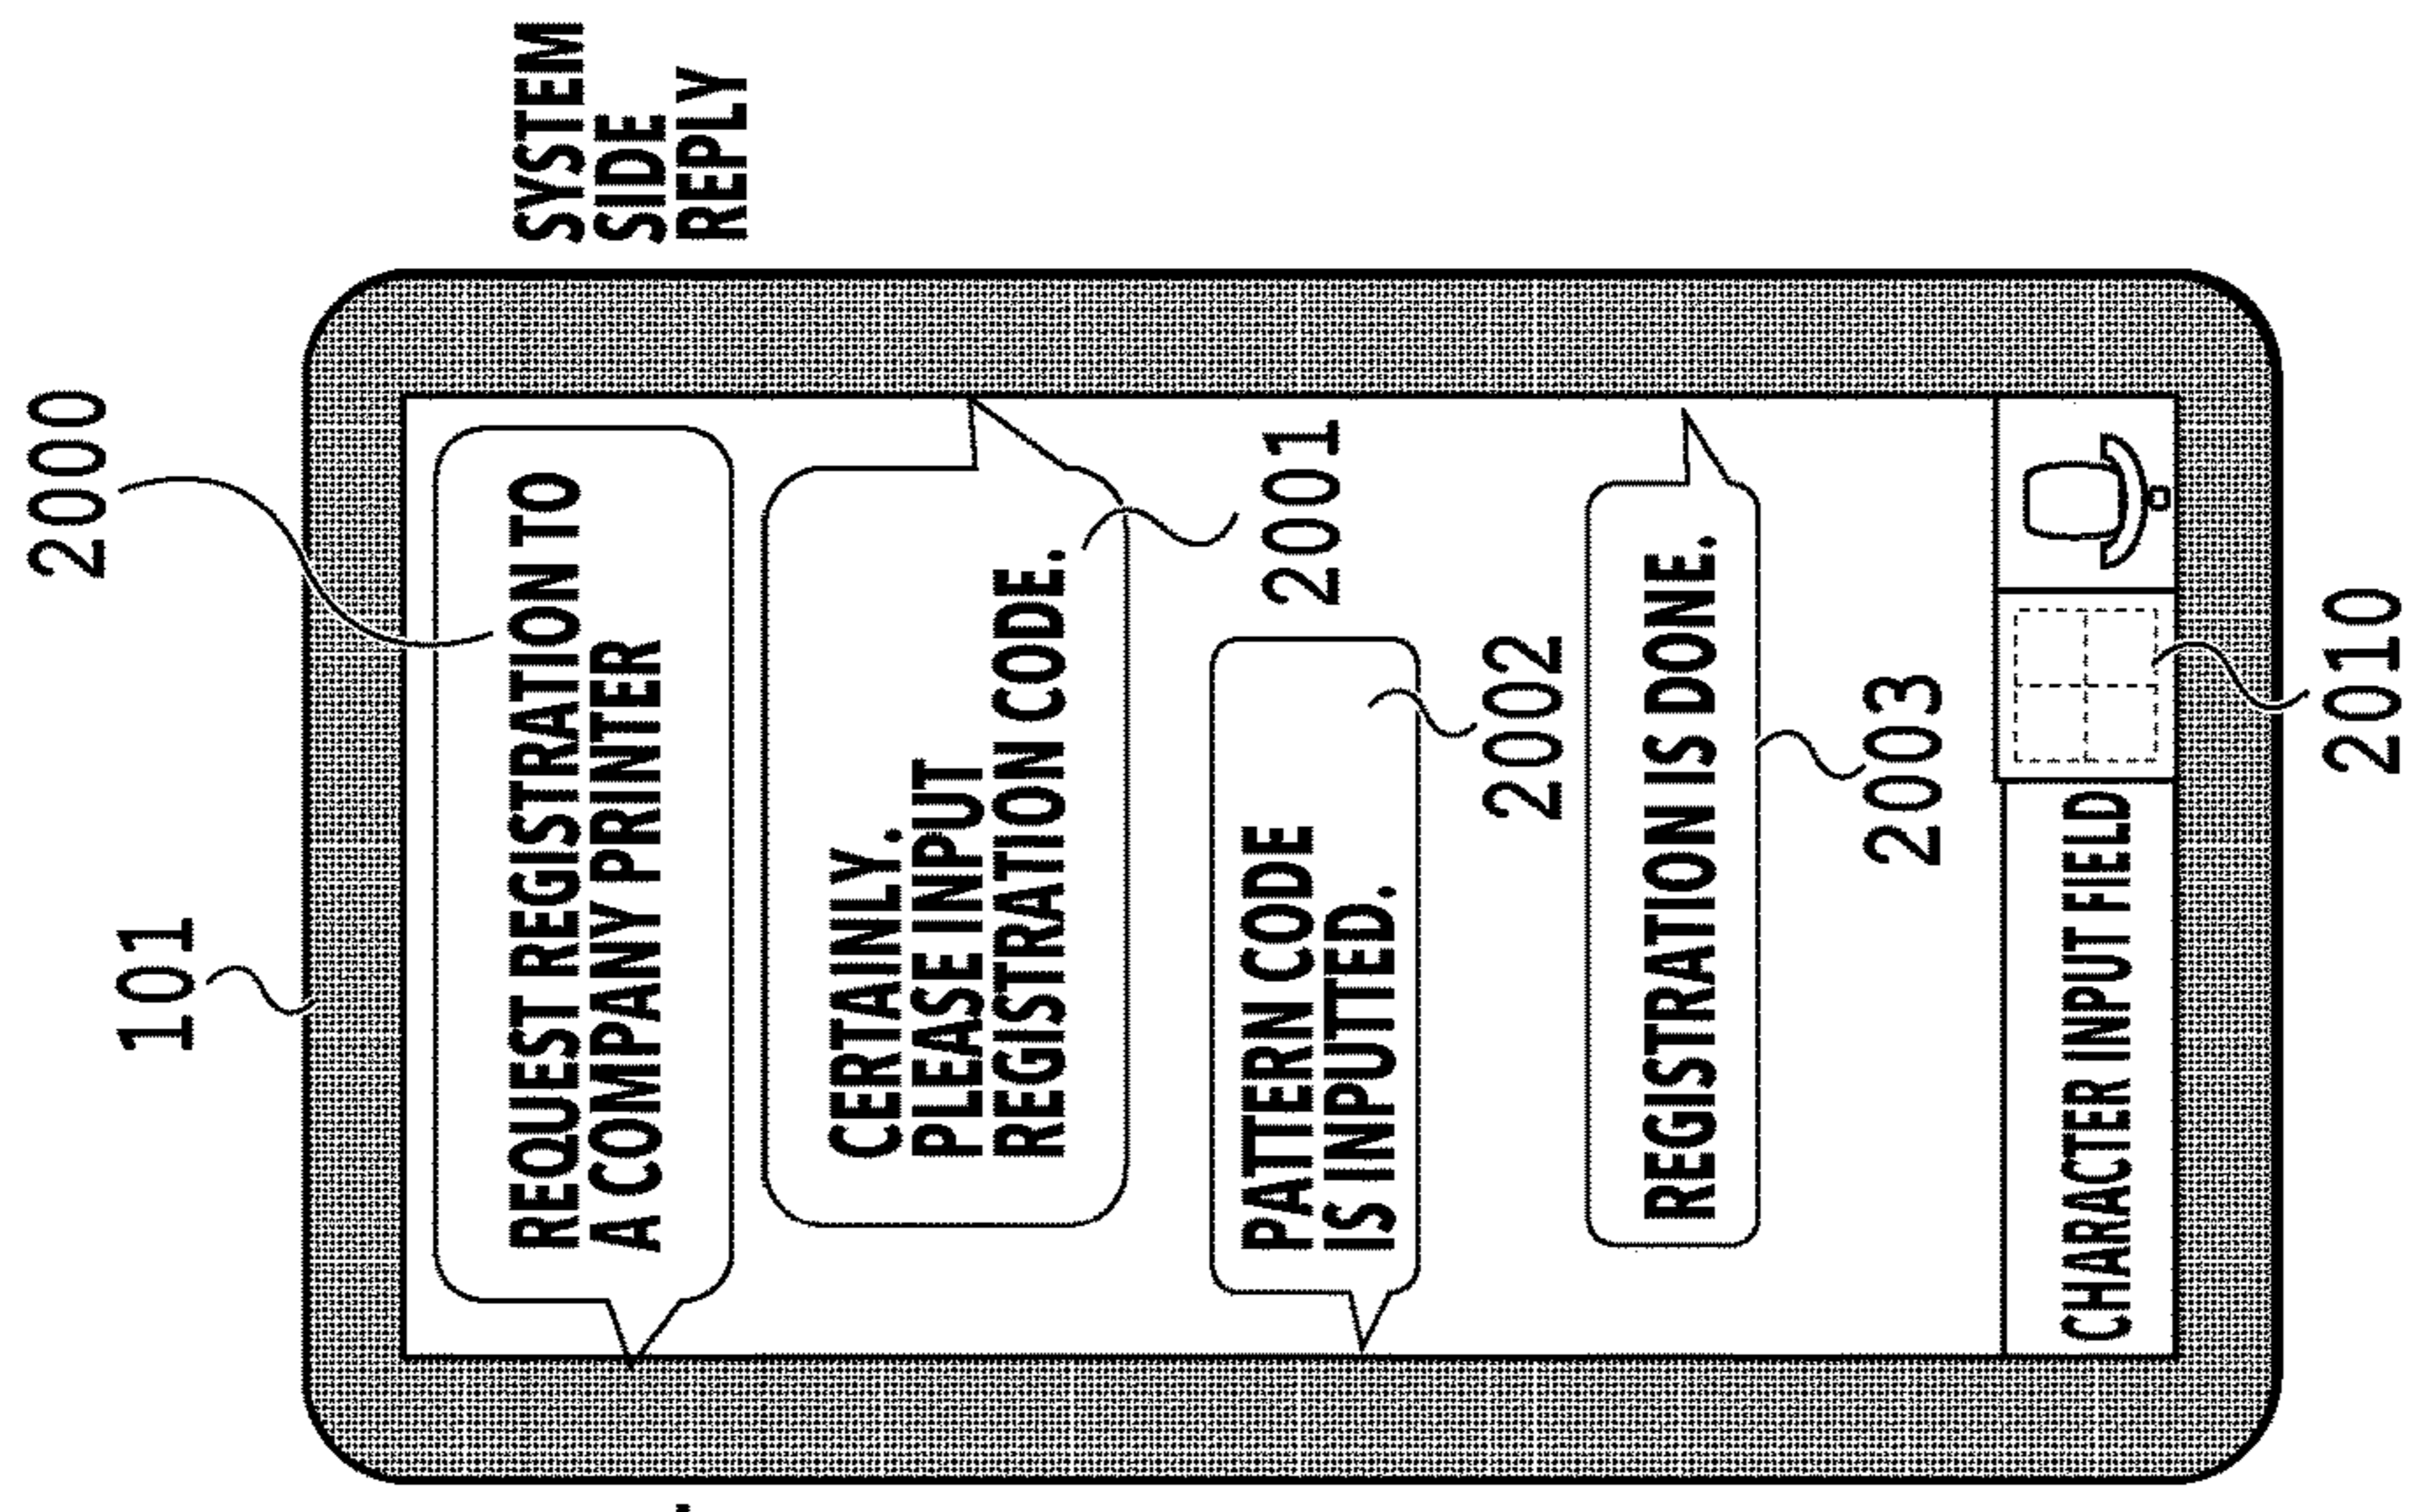 2000
101
SYSTEM
SIDE
REPLY
REQUEST REGISTRATION TO
A COMPANY PRINTER
CERTAINLY.
PLEASE INPUT
REGISTRATION CODE.
2001
PATTERN CODE
IS INPUTTED.
2002
REGISTRATION IS DONE.
2003
CHARACTER INPUT FIELD
2010